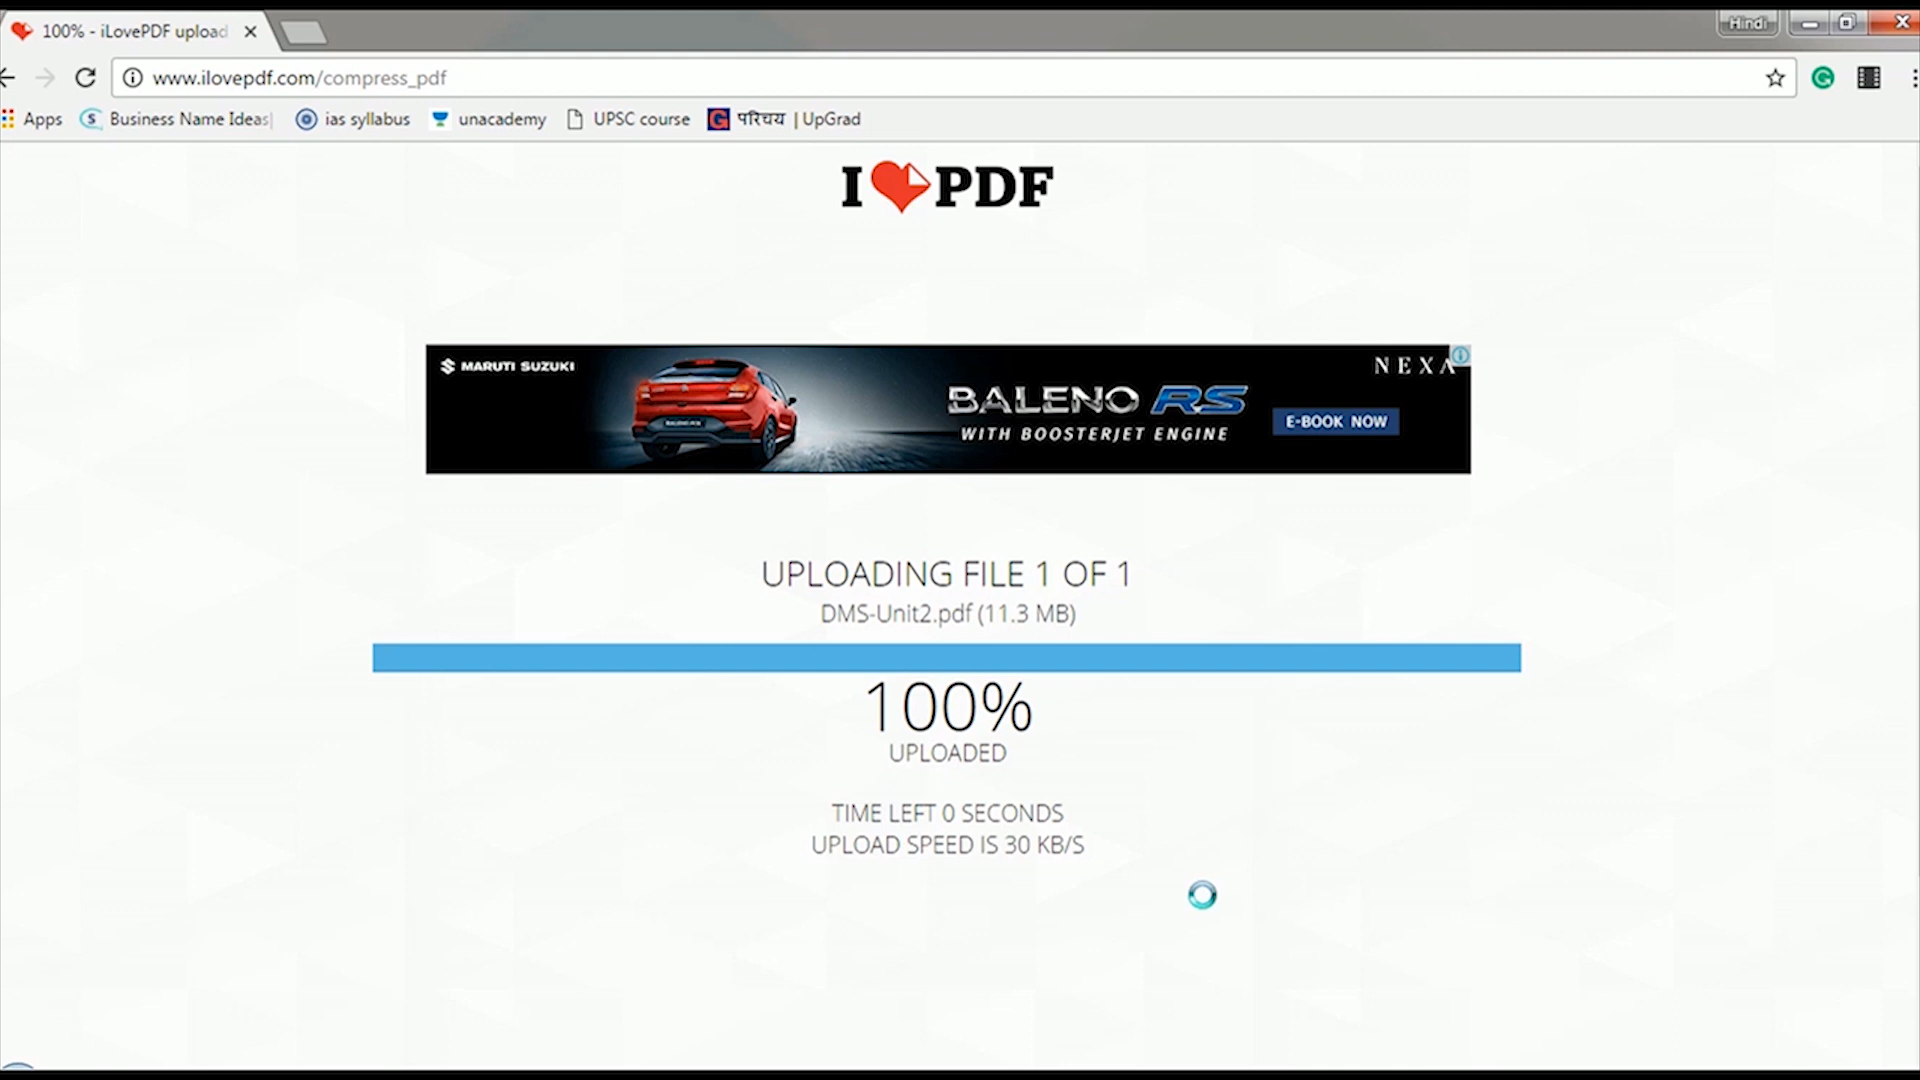 100% - iLovePDF upload
Hindi
www.ilovepdf.com/compress_pdf
Apps
Business Name Ideas
ias syllabus
unacademy
UPSC course
परिचय | UpGrad
I PDF
MARUTI SUZUKI
NEXA
BALENO RS
WITH BOOSTERJET ENGINE
E-BOOK NOW
UPLOADING FILE 1 OF 1
DMS-Unit2.pdf (11.3 MB)
100%
UPLOADED
TIME LEFT 0 SECONDS
UPLOAD SPEED IS 30 KB/S